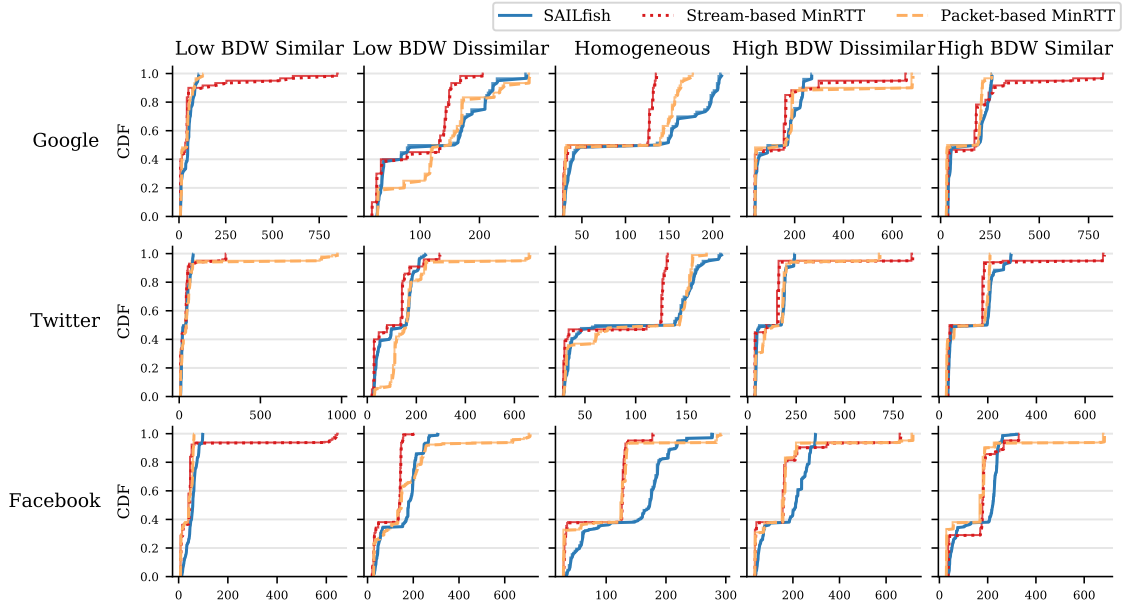 SAILfish Stream-based MinRTT Packet-based MinRTT
Low BDW Similar Low BDW Dissimilar Homogeneous High BDW Dissimilar High BDW Similar
Google
CDF
1.0
0.8
0.6
0.4
0.2
0.0
0 250 500 750
100 200
50 100 150 200
200 400 600
0 250 500 750
Twitter
CDF
1.0
0.8
0.6
0.4
0.2
0.0
0 500 1000
0 200 400 600
50 100 150
0 250 500 750
0 200 400 600
Facebook
CDF
1.0
0.8
0.6
0.4
0.2
0.0
0 200 400 600
0 200 400 600
100 200 300
0 200 400 600
0 200 400 600